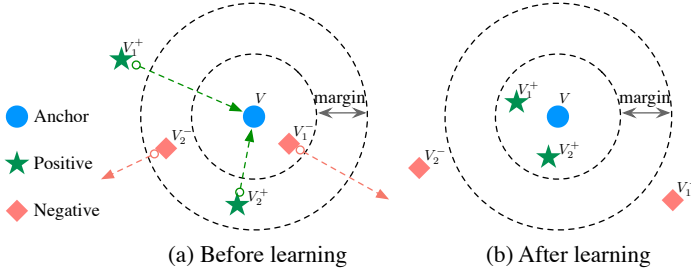 V₁⁺
V
margin
V₂⁻
V₁⁻
V₂⁺
Anchor
Positive
Negative
(a) Before learning
V₁⁺
V
margin
V₂⁺
V₂⁻
V₁
(b) After learning